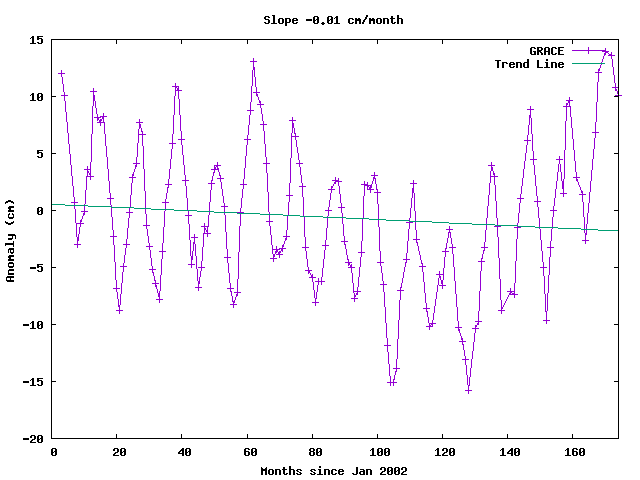 Slope -0.01 cm/month
GRACE
Trend Line
15
10
5
0
-5
-10
-15
-20
Anomaly (cm)
0 20 40 60 80 100 120 140 160
Months since Jan 2002